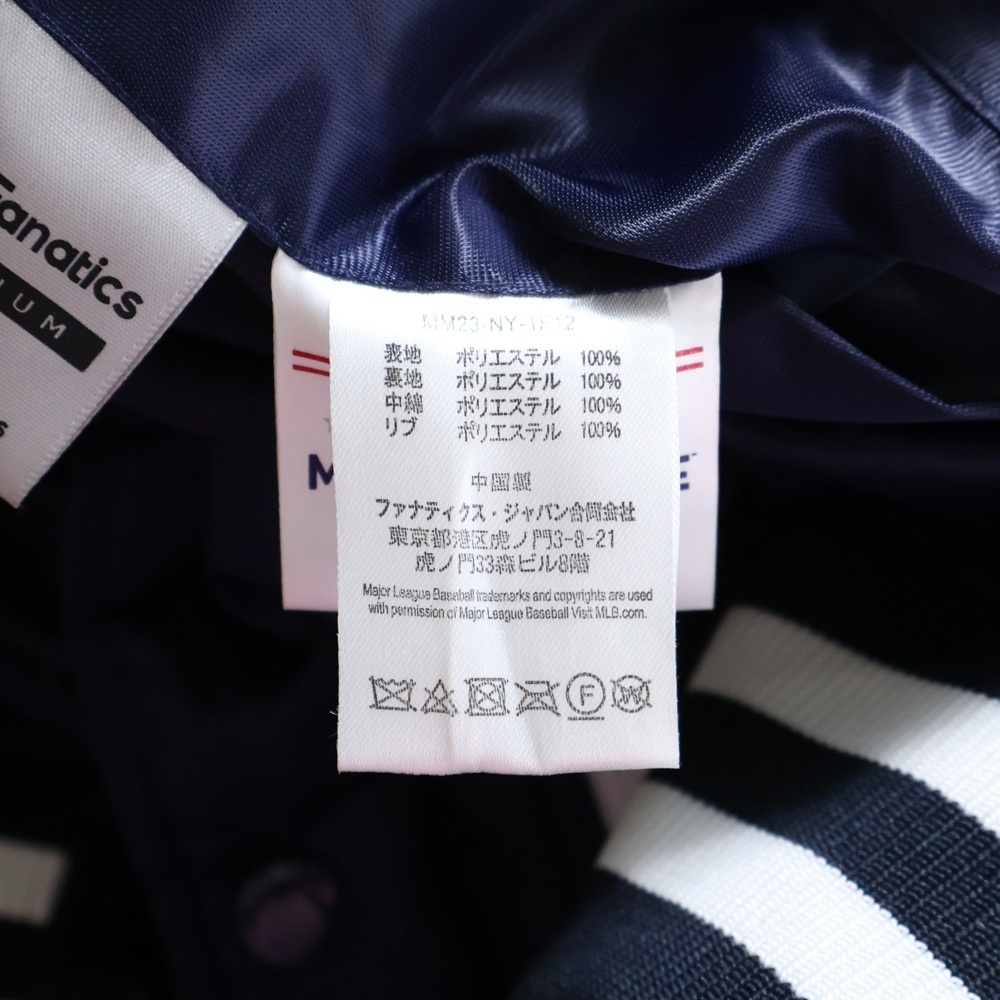 Fanatics
IUM
S
MM23-NY-1F12
表地 ポリエステル 100%
裏地 ポリエステル 100%
中綿 ポリエステル 100%
リブ ポリエステル 100%
中国製
ファナティクス・ジャパン合同会社
東京都港区虎ノ門3-8-21
虎ノ門33森ビル8階
Major League Baseball trademarks and copyrights are used
with permission of Major League Baseball Visit MLB.com.
F
W
M
E